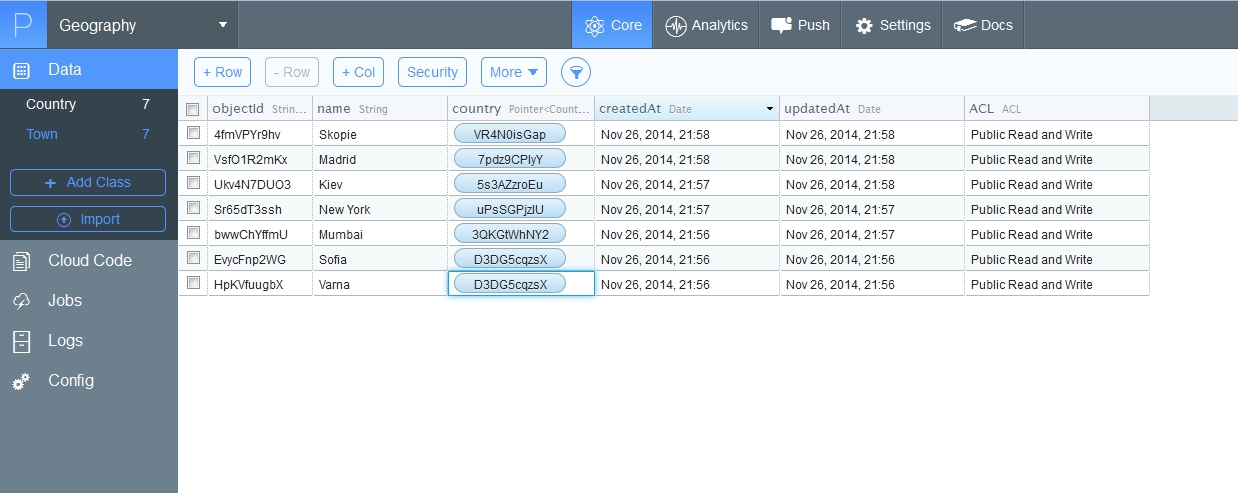 P Geography Core Analytics Push Settings Docs
Data
Country 7
Town 7
+ Add Class
Import
Cloud Code
Jobs
Logs
Config
+ Row - Row + Col Security More
objectId Strin... name String country Pointer<Count... createdAt Date updatedAt Date ACL ACL
4fmVPYr9hv Skopie VR4N0isGap Nov 26, 2014, 21:58 Nov 26, 2014, 21:58 Public Read and Write
VsfO1R2mKx Madrid 7pdz9CPIyY Nov 26, 2014, 21:58 Nov 26, 2014, 21:58 Public Read and Write
Ukv4N7DUO3 Kiev 5s3AZzroEu Nov 26, 2014, 21:57 Nov 26, 2014, 21:58 Public Read and Write
Sr65dT3ssh New York uPsSGPjzIU Nov 26, 2014, 21:57 Nov 26, 2014, 21:57 Public Read and Write
bwwChYffmU Mumbai 3QKGtWhNY2 Nov 26, 2014, 21:56 Nov 26, 2014, 21:57 Public Read and Write
EvycFnp2WG Sofia D3DG5cqzsX Nov 26, 2014, 21:56 Nov 26, 2014, 21:56 Public Read and Write
HpKVfuugbX Varna D3DG5cqzsX Nov 26, 2014, 21:56 Nov 26, 2014, 21:56 Public Read and Write